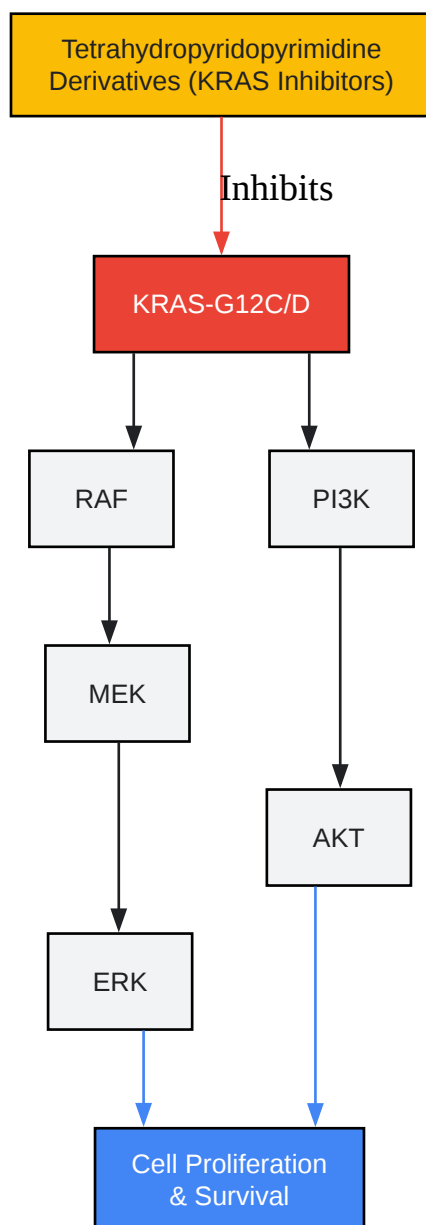 Tetrahydropyridopyrimidine
Derivatives (KRAS Inhibitors)
Inhibits
KRAS-G12C/D
RAF
PI3K
MEK
AKT
ERK
Cell Proliferation
& Survival